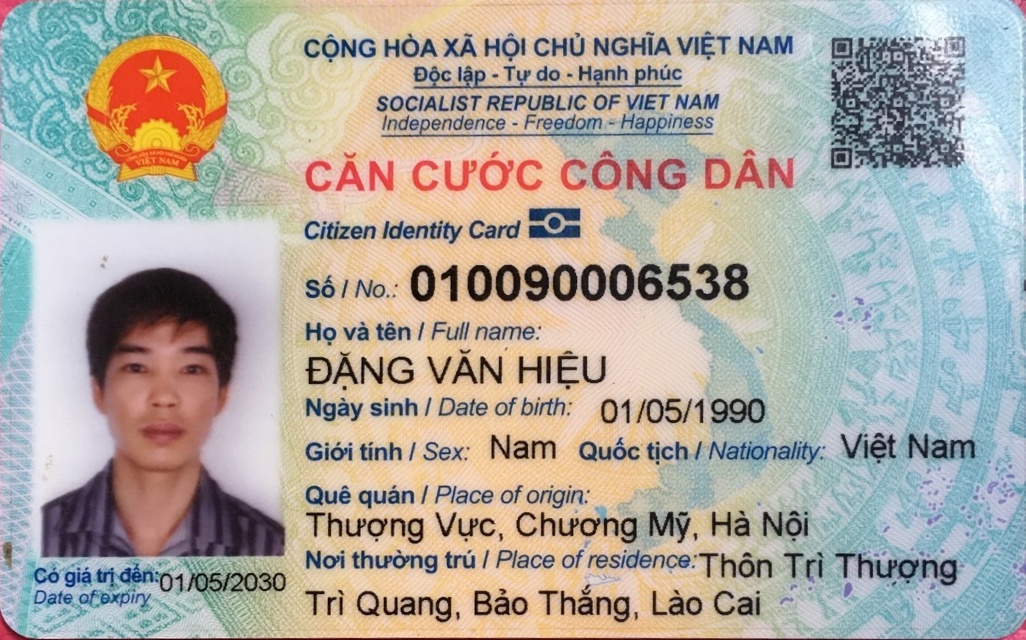 CỘNG HÒA XÃ HỘI CHỦ NGHĨA VIỆT NAM
Độc lập - Tự do - Hạnh phúc
SOCIALIST REPUBLIC OF VIET NAM
Independence - Freedom - Happiness
CĂN CƯỚC CÔNG DÂN
Citizen Identity Card
Số / No.: 010090006538
Họ và tên / Full name:
ĐẶNG VĂN HIỆU
Ngày sinh / Date of birth: 01/05/1990
Giới tính / Sex: Nam Quốc tịch / Nationality: Việt Nam
Quê quán / Place of origin:
Thượng Vực, Chương Mỹ, Hà Nội
Nơi thường trú / Place of residence: Thôn Trì Thượng
Trì Quang, Bảo Thắng, Lào Cai
Có giá trị đến: 01/05/2030
Date of expiry
VIỆT NAM